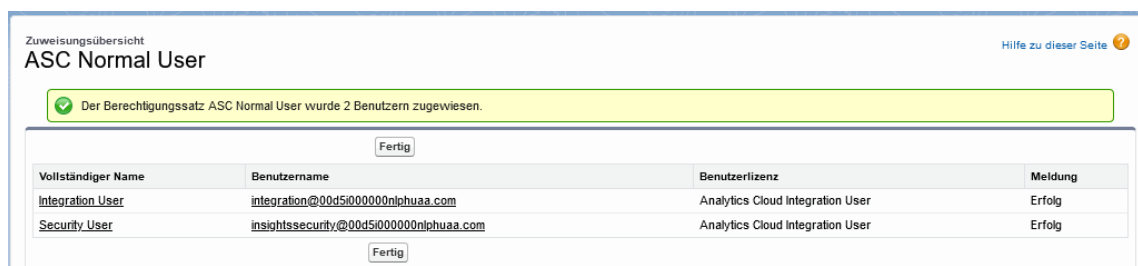 Zuweisungsübersicht
ASC Normal User
Hilfe zu dieser Seite ?
Der Berechtigungssatz ASC Normal User wurde 2 Benutzern zugewiesen.
Fertig
Vollständiger Name Benutzername Benutzerlizenz Meldung
Integration User integration@00d5i000000nlphuaa.com Analytics Cloud Integration User Erfolg
Security User insightssecurity@00d5i000000nlphuaa.com Analytics Cloud Integration User Erfolg
Fertig